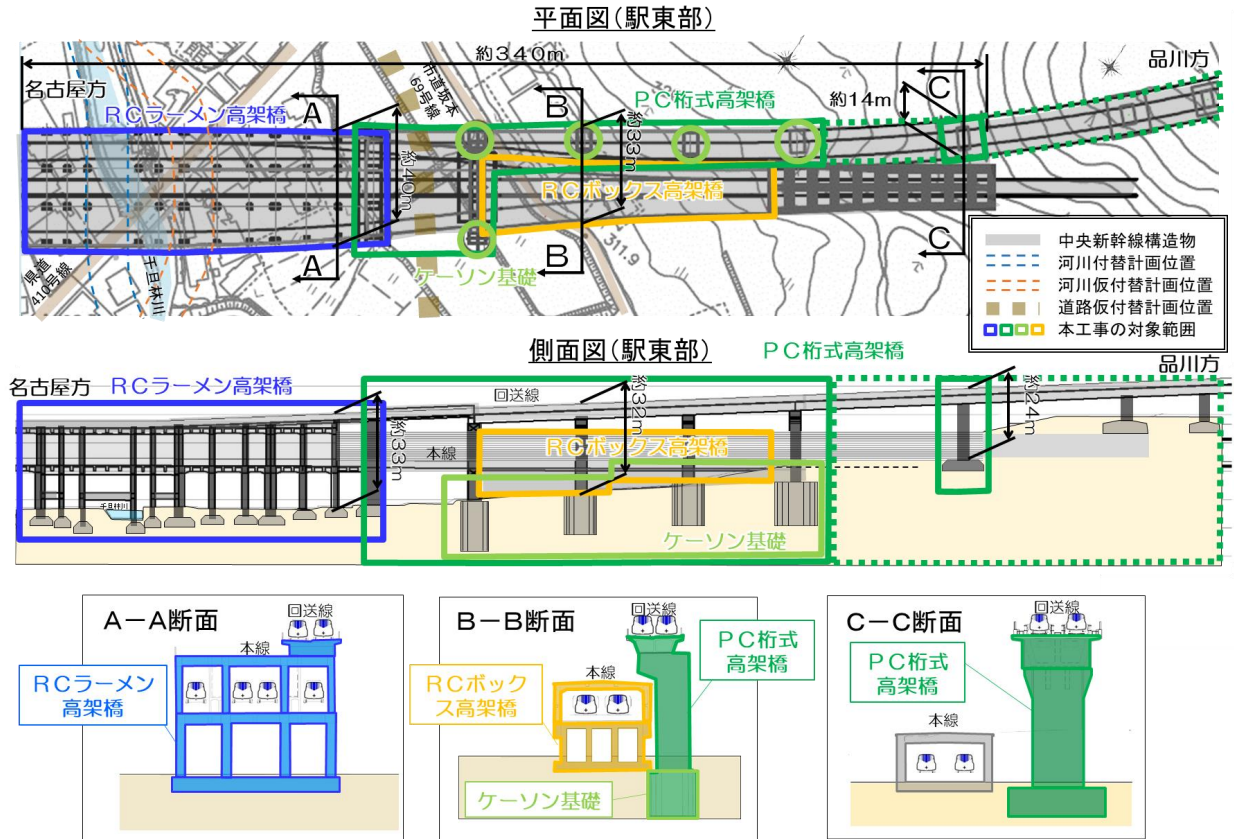 平面図(駅東部)
約340m
名古屋方
品川方
RCラーメン高架橋
市道坂本
69号線
PC桁式高架橋
A
B
C
約14m
約33m
約40m
RCボックス高架橋
311.9
A
B
C
ケーソン基礎
県道
410号線
千旦林川
中央新幹線構造物
河川付替計画位置
河川仮付替計画位置
道路仮付替計画位置
本工事の対象範囲
側面図(駅東部)
PC桁式高架橋
名古屋方
RCラーメン高架橋
品川方
回送線
約33m
約32m
約24m
本線
RCボックス高架橋
千旦林川
ケーソン基礎
A-A断面
回送線
本線
RCラーメン
高架橋
B-B断面
回送線
PC桁式
高架橋
本線
RCボック
ス高架橋
ケーソン基礎
C-C断面
回送線
PC桁式
高架橋
本線